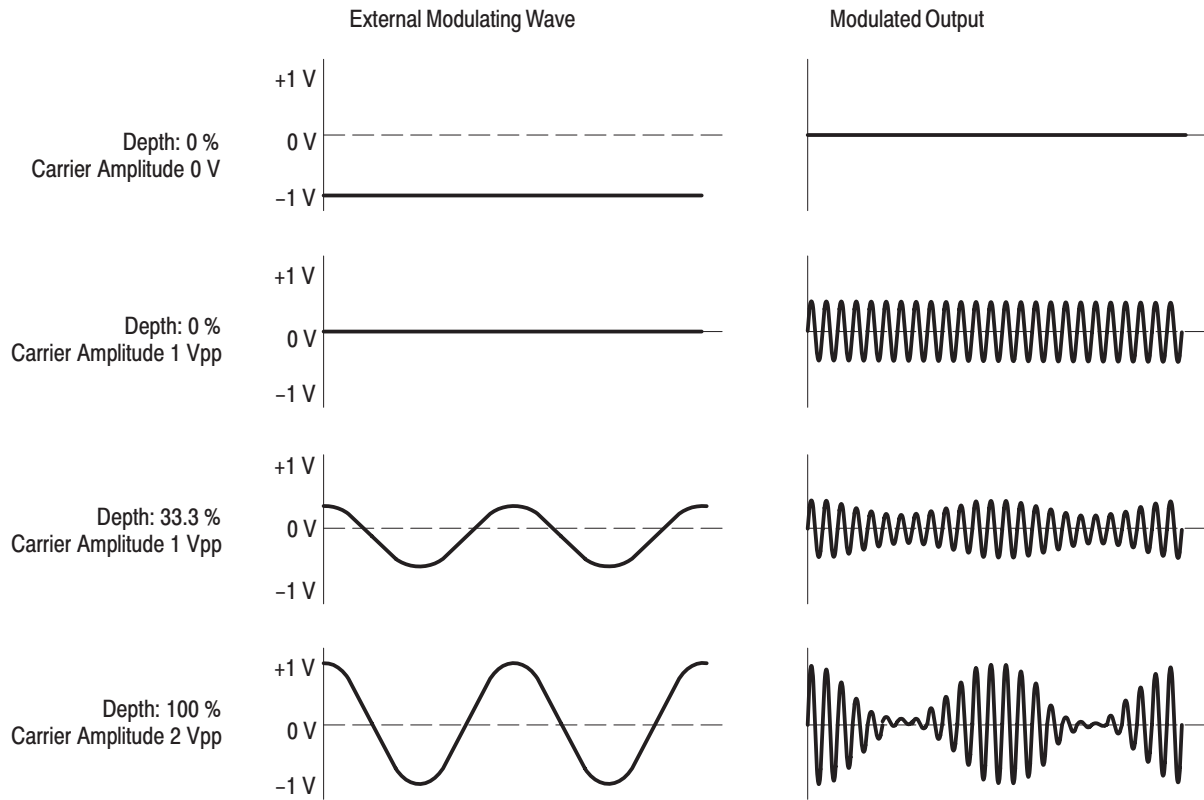 External Modulating Wave
Modulated Output
+1 V
Depth: 0 %
0 V
Carrier Amplitude 0 V
–1 V
+1 V
Depth: 0 %
0 V
Carrier Amplitude 1 Vpp
–1 V
+1 V
Depth: 33.3 %
0 V
Carrier Amplitude 1 Vpp
–1 V
+1 V
Depth: 100 %
0 V
Carrier Amplitude 2 Vpp
–1 V